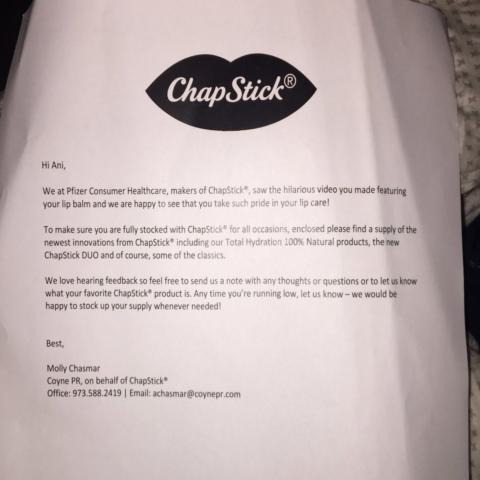 ChapStick®
Hi Ani,
We at Pfizer Consumer Healthcare, makers of ChapStick®, saw the hilarious video you made featuring
your lip balm and we are happy to see that you take such pride in your lip care!
To make sure you are fully stocked with ChapStick® for all occasions, enclosed please find a supply of the
newest innovations from ChapStick® including our Total Hydration 100% Natural products, the new
ChapStick DUO and of course, some of the classics.
We love hearing feedback so feel free to send us a note with any thoughts or questions or to let us know
what your favorite ChapStick® product is. Any time you're running low, let us know – we would be
happy to stock up your supply whenever needed!
Best,
Molly Chasmar
Coyne PR, on behalf of ChapStick®
Office: 973.588.2419 | Email: achasmar@coynepr.com